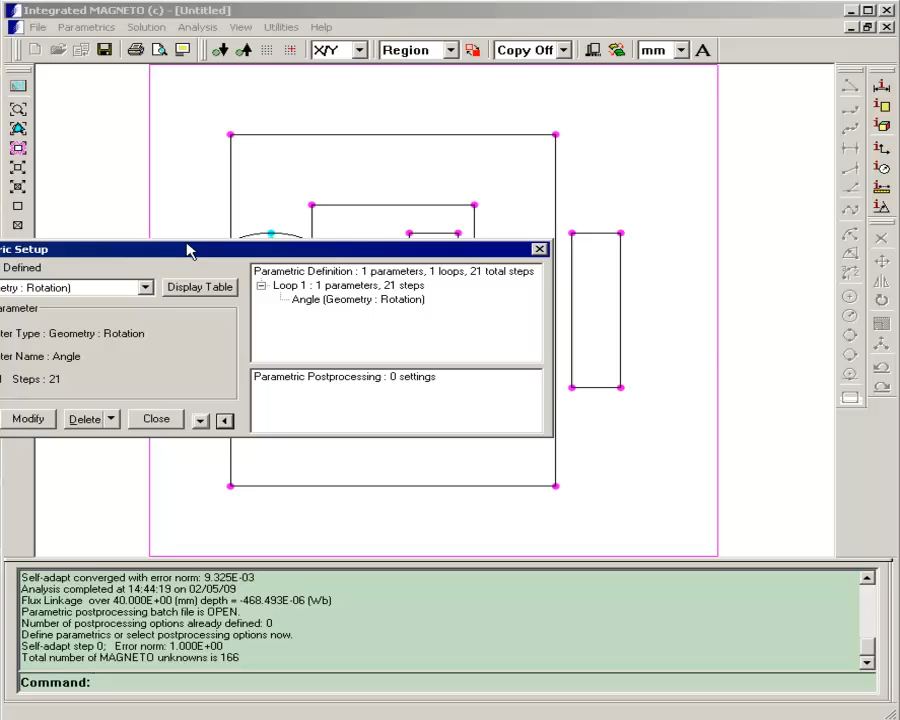 Integrated MAGNETO (c) - [Untitled]
File Parametrics Solution Analysis View Utilities Help
X/Y Region Copy Off mm A
ric Setup
Defined
etry : Rotation) Display Table
arameter
ter Type : Geometry : Rotation
ter Name : Angle
l Steps : 21
Modify Delete Close
Parametric Definition : 1 parameters, 1 loops, 21 total steps
Loop 1 : 1 parameters, 21 steps
Angle (Geometry : Rotation)
Parametric Postprocessing : 0 settings
Self-adapt converged with error norm: 9.325E-03
Analysis completed at 14:44:19 on 02/05/09
Flux Linkage over 40.000E+00 (mm) depth = -468.493E-06 (Wb)
Parametric postprocessing batch file is OPEN.
Number of postprocessing options already defined: 0
Define parametrics or select postprocessing options now.
Self-adapt step 0; Error norm: 1.000E+00
Total number of MAGNETO unknowns is 166
Command: